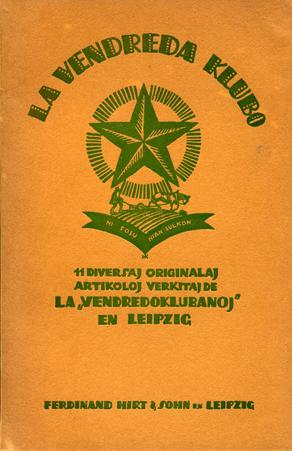 LA VENDREDA KLUBO
NI FOSU NIAN SULKON
11 DIVERSAJ ORIGINALAJ
ARTIKOLOJ VERKITAJ DE
LA „VENDREDOKLUBANOJ”
EN LEIPZIG
FERDINAND HIRT & SOHN EN LEIPZIG